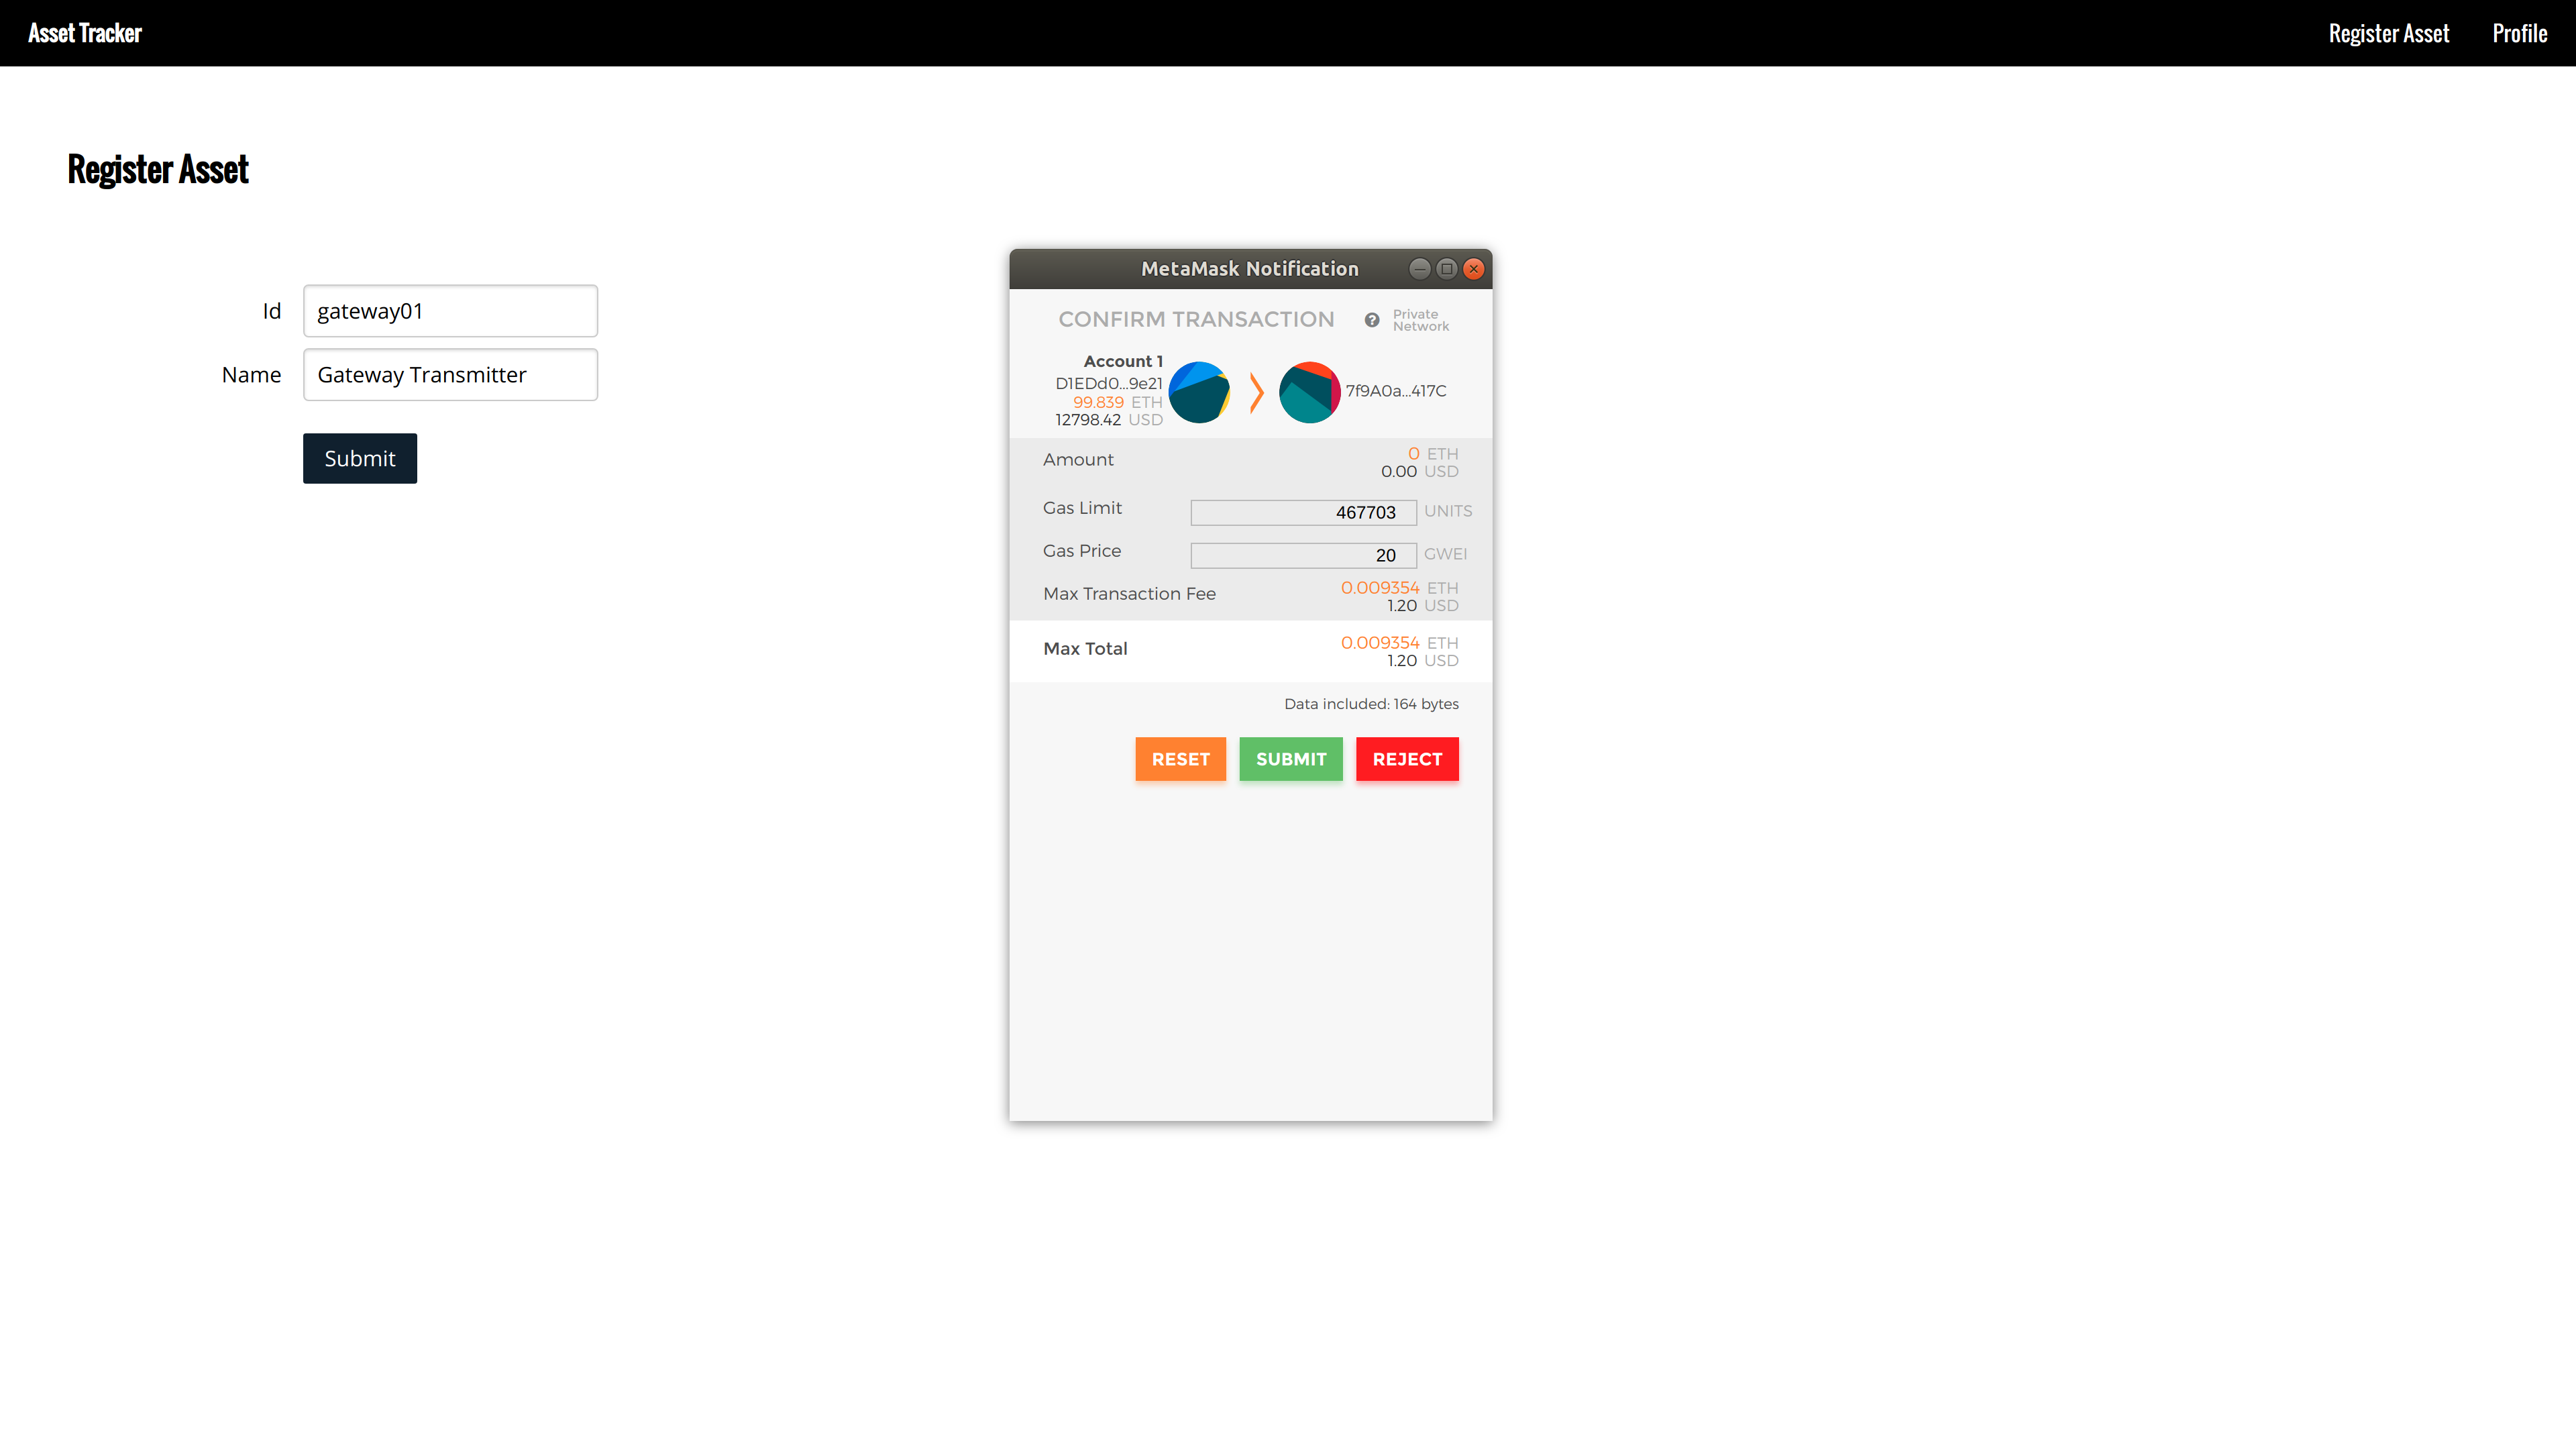 Asset Tracker
Register Asset
Profile
Register Asset
Id
gateway01
Name
Gateway Transmitter
Submit
MetaMask Notification
CONFIRM TRANSACTION
?
Private
Network
Account 1
D1EDd0...9e21
99.839 ETH
12798.42 USD
7f9A0a...417C
Amount
0 ETH
0.00 USD
Gas Limit
467703 UNITS
Gas Price
20 GWEI
Max Transaction Fee
0.009354 ETH
1.20 USD
Max Total
0.009354 ETH
1.20 USD
Data included: 164 bytes
RESET
SUBMIT
REJECT